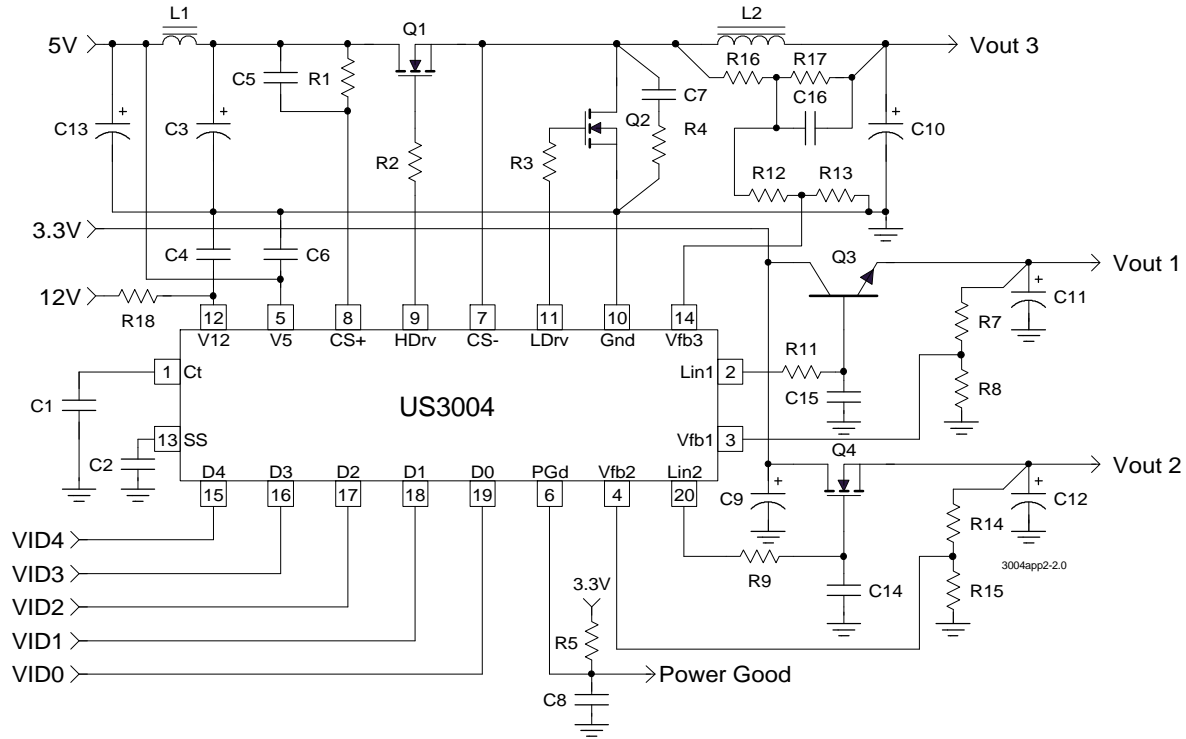 L1
Q1
L2
5V
Vout 3
R16
R17
C5
R1
C7
C16
C13
C3
Q2
R4
C10
R2
R3
R12
R13
3.3V
C4
C6
Q3
Vout 1
12V
R18
C11
R7
12
5
8
9
7
11
10
14
V12
V5
CS+
HDrv
CS-
LDrv
Gnd
Vfb3
1
Ct
Lin1
2
R11
R8
C1
US3004
C15
13
SS
Vfb1
3
C2
Q4
D4
D3
D2
D1
D0
PGd
Vfb2
Lin2
Vout 2
15
16
17
18
19
6
4
20
C9
C12
R14
VID4
3004app2-2.0
VID3
R9
C14
R15
3.3V
VID2
R5
VID1
VID0
Power Good
C8
+
+
+
+
+
+